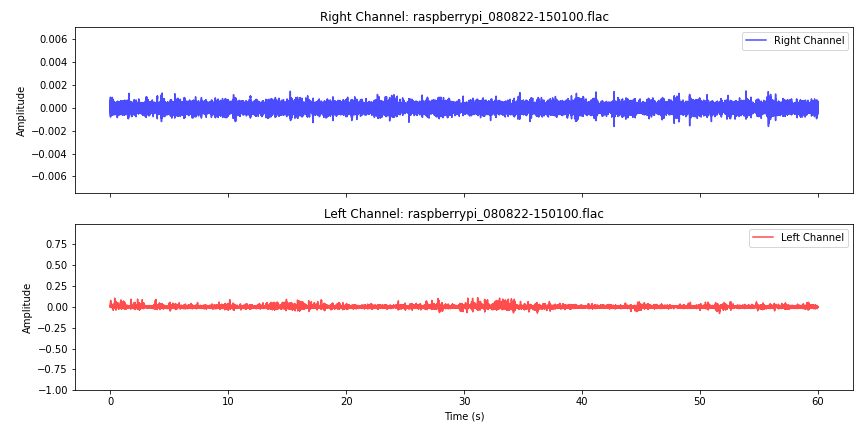 Right Channel: raspberrypi_080822-150100.flac
Right Channel
0.006
0.004
0.002
0.000
−0.002
−0.004
−0.006
Amplitude
Left Channel: raspberrypi_080822-150100.flac
Left Channel
0.75
0.50
0.25
0.00
−0.25
−0.50
−0.75
−1.00
Amplitude
0 10 20 30 40 50 60
Time (s)